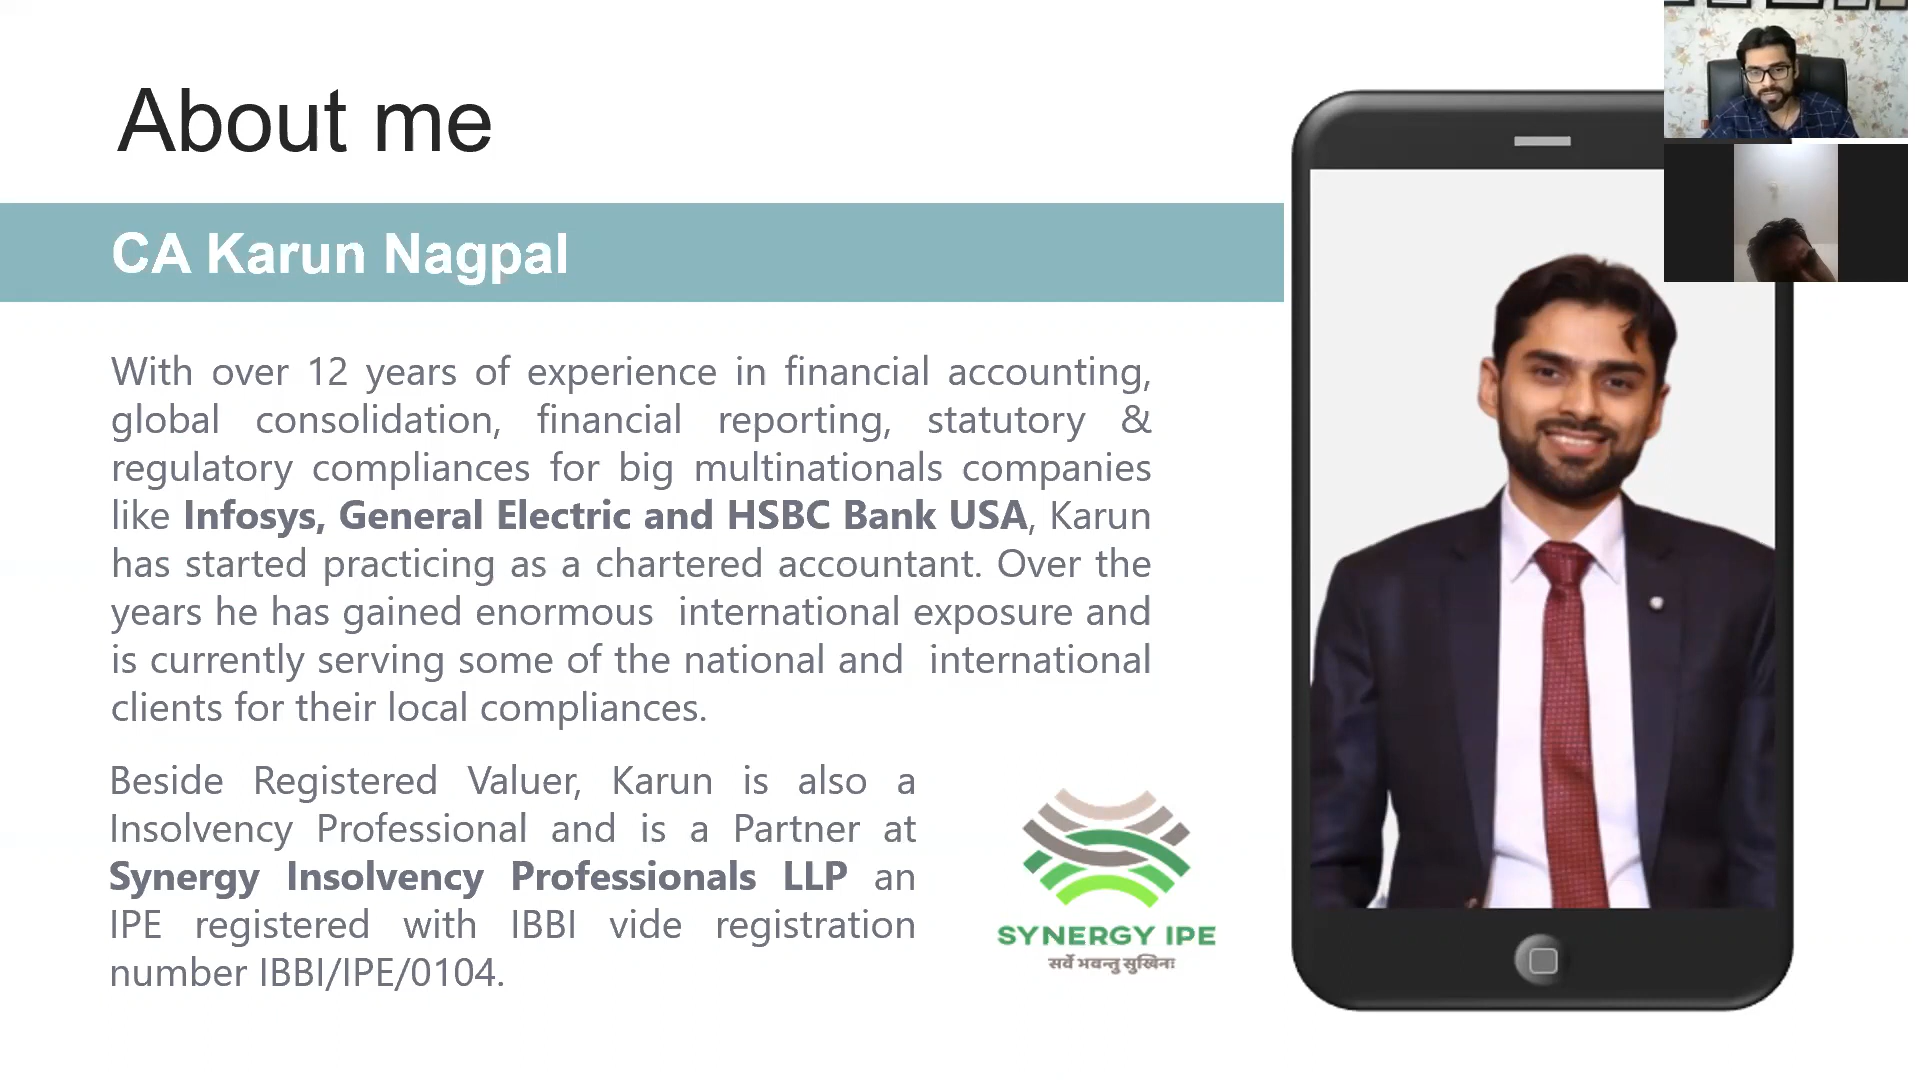 About me
CA Karun Nagpal
With over 12 years of experience in financial accounting,
global consolidation, financial reporting, statutory &
regulatory compliances for big multinationals companies
like Infosys, General Electric and HSBC Bank USA, Karun
has started practicing as a chartered accountant. Over the
years he has gained enormous international exposure and
is currently serving some of the national and international
clients for their local compliances.
Beside Registered Valuer, Karun is also a
Insolvency Professional and is a Partner at
Synergy Insolvency Professionals LLP an
IPE registered with IBBI vide registration
number IBBI/IPE/0104.
SYNERGY IPE
सर्वे भवन्तु सुखिनः